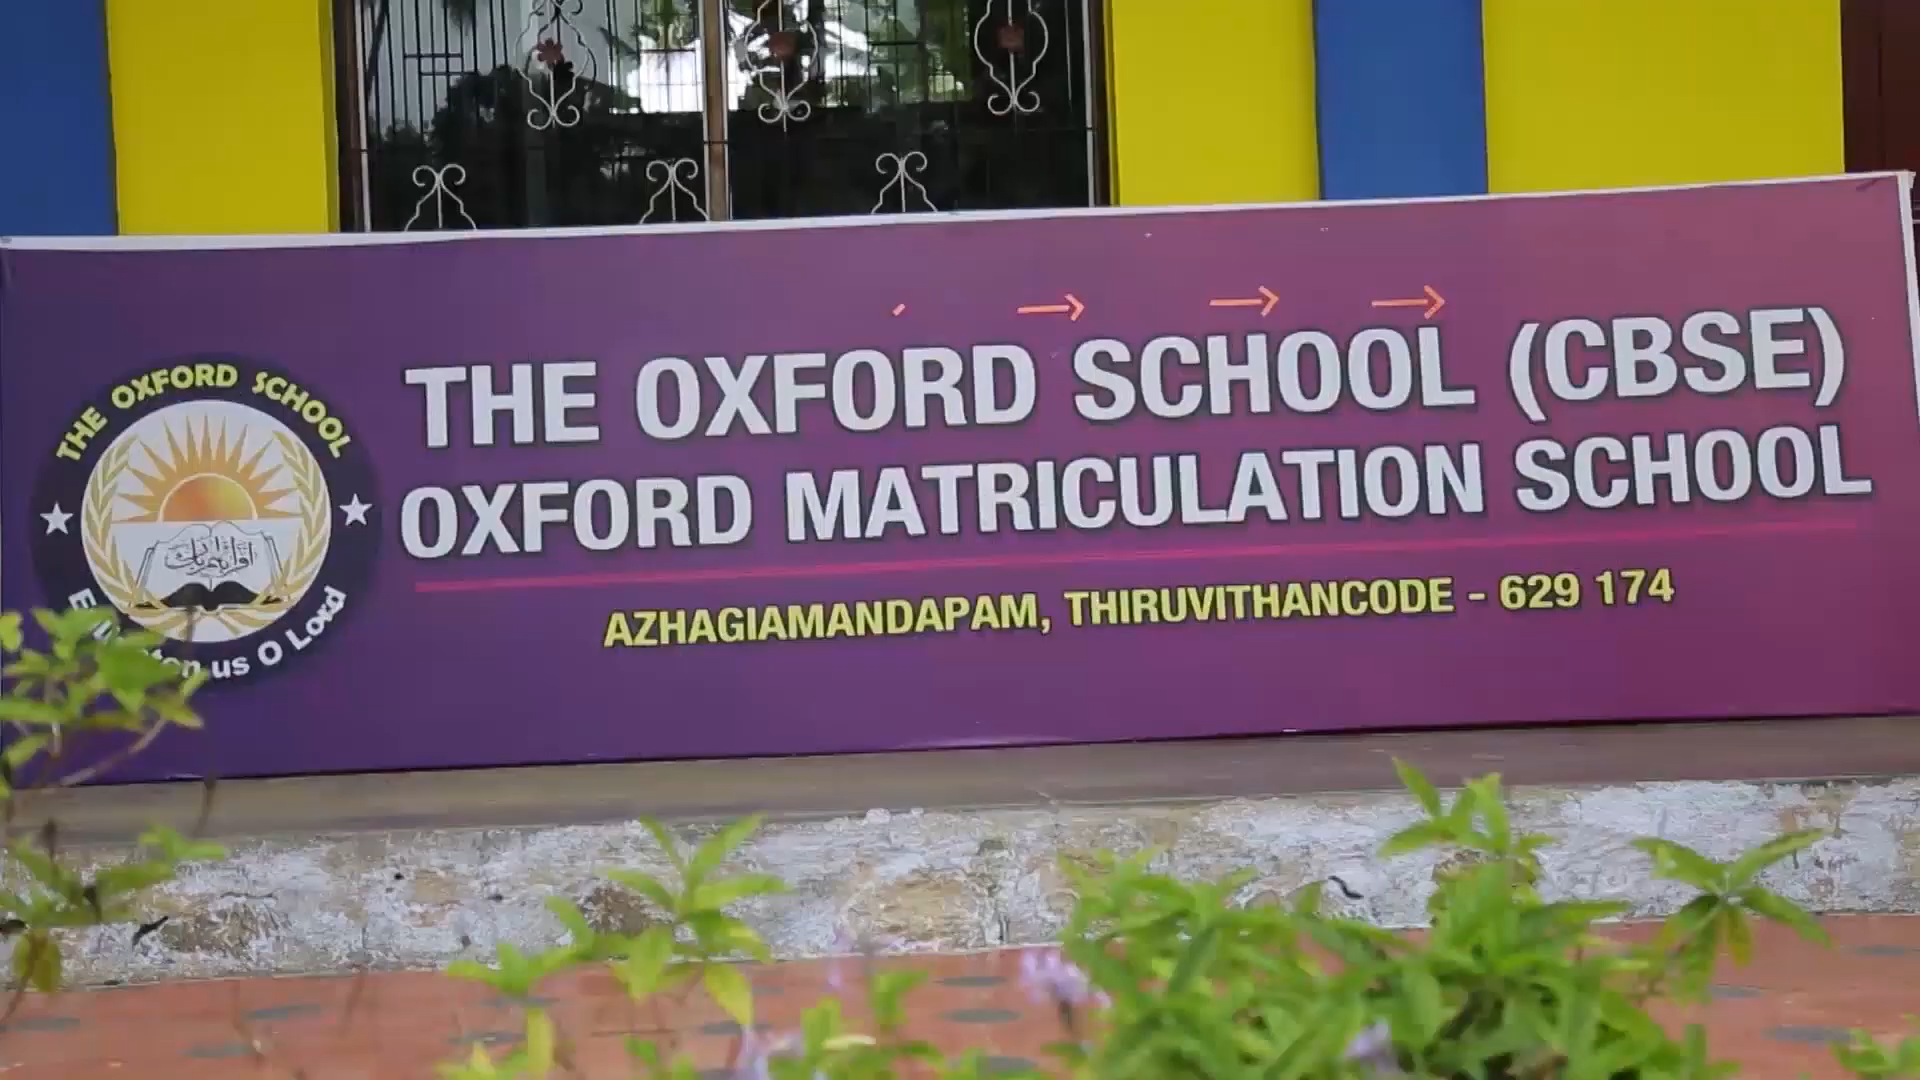 THE OXFORD SCHOOL
us O Lord
THE OXFORD SCHOOL (CBSE)
OXFORD MATRICULATION SCHOOL
AZHAGIAMANDAPAM, THIRUVITHANCODE - 629 174